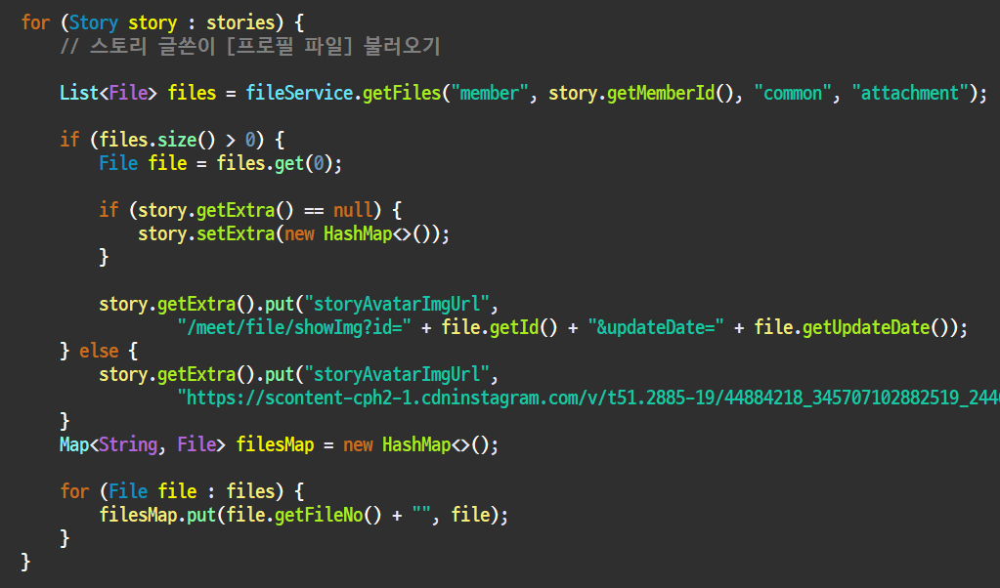 for (Story story : stories) {
// 스토리 글쓴이 [프로필 파일] 불러오기
List<File> files = fileService.getFiles("member", story.getMemberId(), "common", "attachment");
if (files.size() > 0) {
File file = files.get(0);
if (story.getExtra() == null) {
story.setExtra(new HashMap<>());
}
story.getExtra().put("storyAvatarImgUrl",
"/meet/file/showImg?id=" + file.getId() + "&updateDate=" + file.getUpdateDate());
} else {
story.getExtra().put("storyAvatarImgUrl",
"https://scontent-cph2-1.cdninstagram.com/v/t51.2885-19/44884218_345707102882519_244
}
Map<String, File> filesMap = new HashMap<>();
for (File file : files) {
filesMap.put(file.getFileNo() + "", file);
}
}